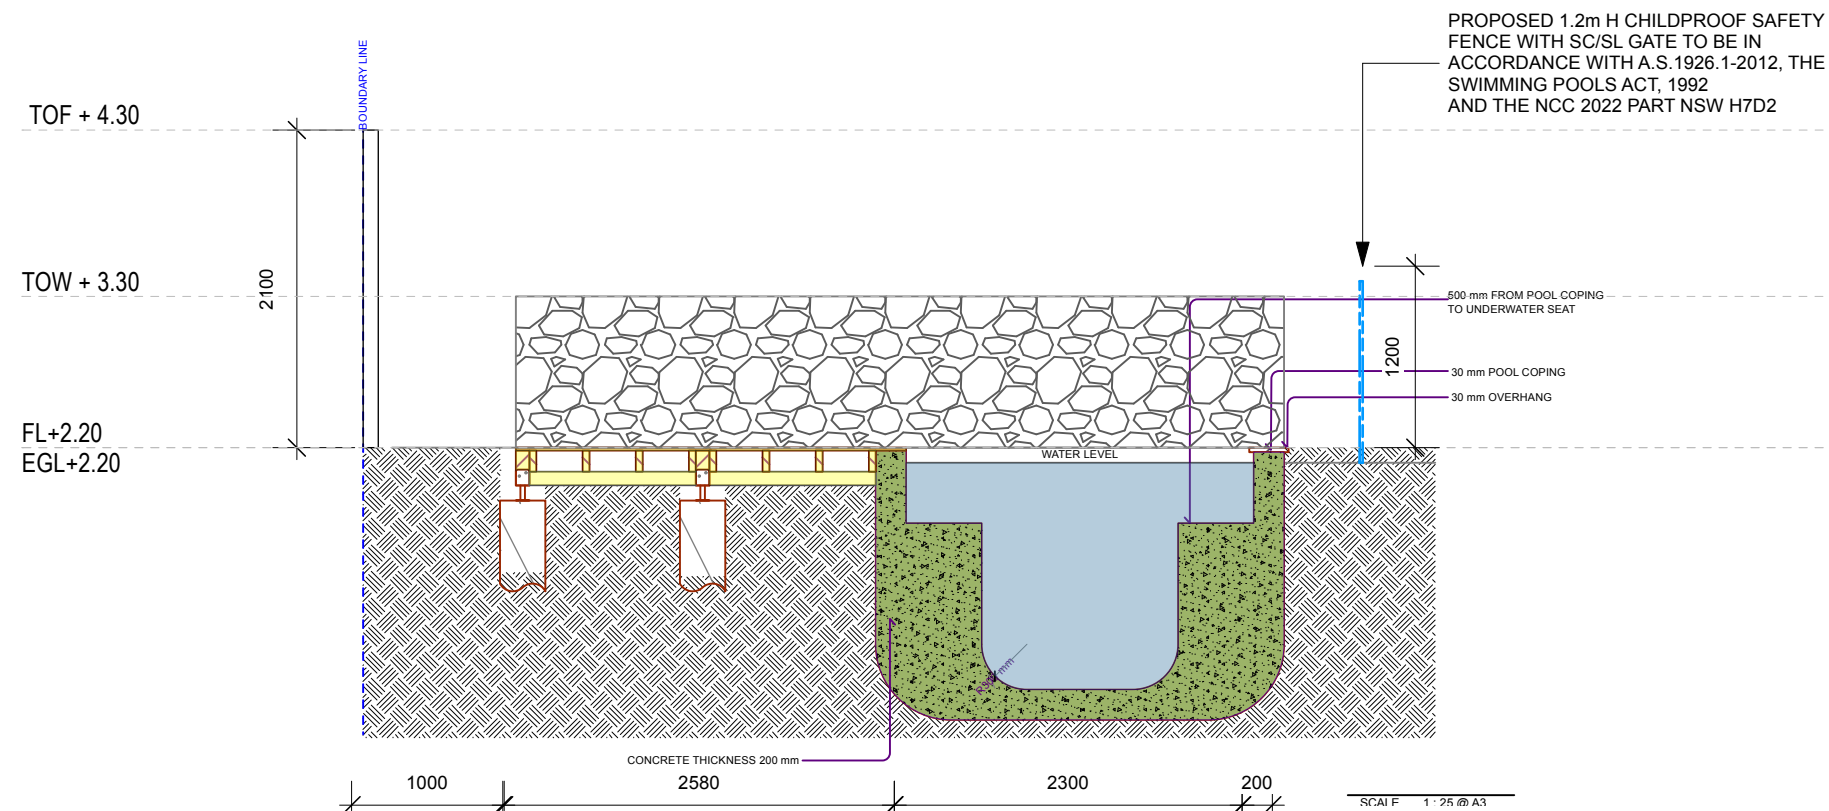 PROPOSED 1.2m H CHILDPROOF SAFETY
FENCE WITH SC/SL GATE TO BE IN
ACCORDANCE WITH A.S.1926.1-2012, THE
SWIMMING POOLS ACT, 1992
AND THE NCC 2022 PART NSW H7D2
BOUNDARY LINE
TOF + 4.30
TOW + 3.30
2100
500 mm FROM POOL COPING
TO UNDERWATER SEAT
1200
30 mm POOL COPING
30 mm OVERHANG
FL+2.20
EGL+2.20
WATER LEVEL
mm
CONCRETE THICKNESS 200 mm
1000
2580
2300
200
SCALE 1 : 25 @ A3